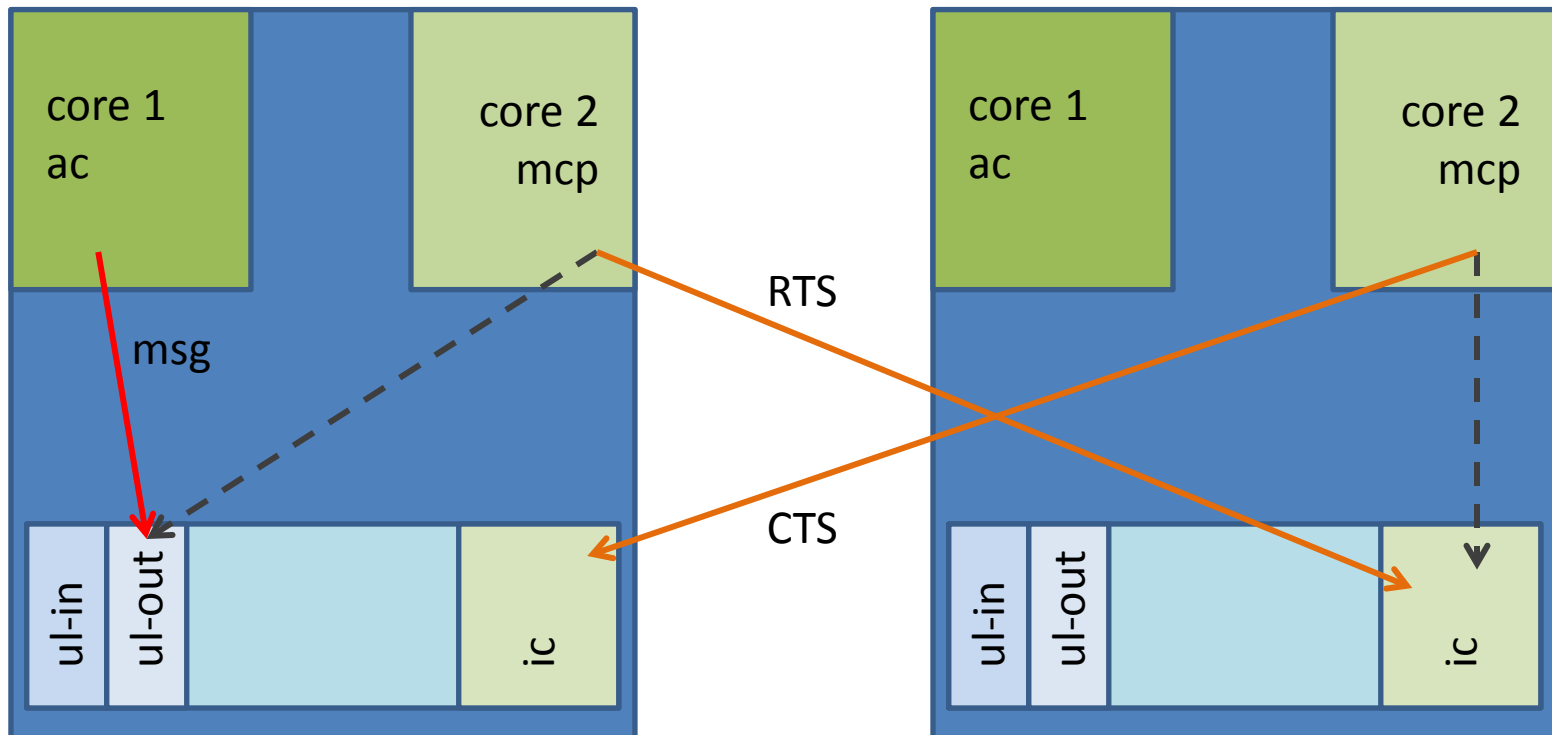 core 1
ac
core 2
mcp
core 1
ac
core 2
mcp
RTS
msg
CTS
ul-in
ul-out
ic
ul-in
ul-out
ic